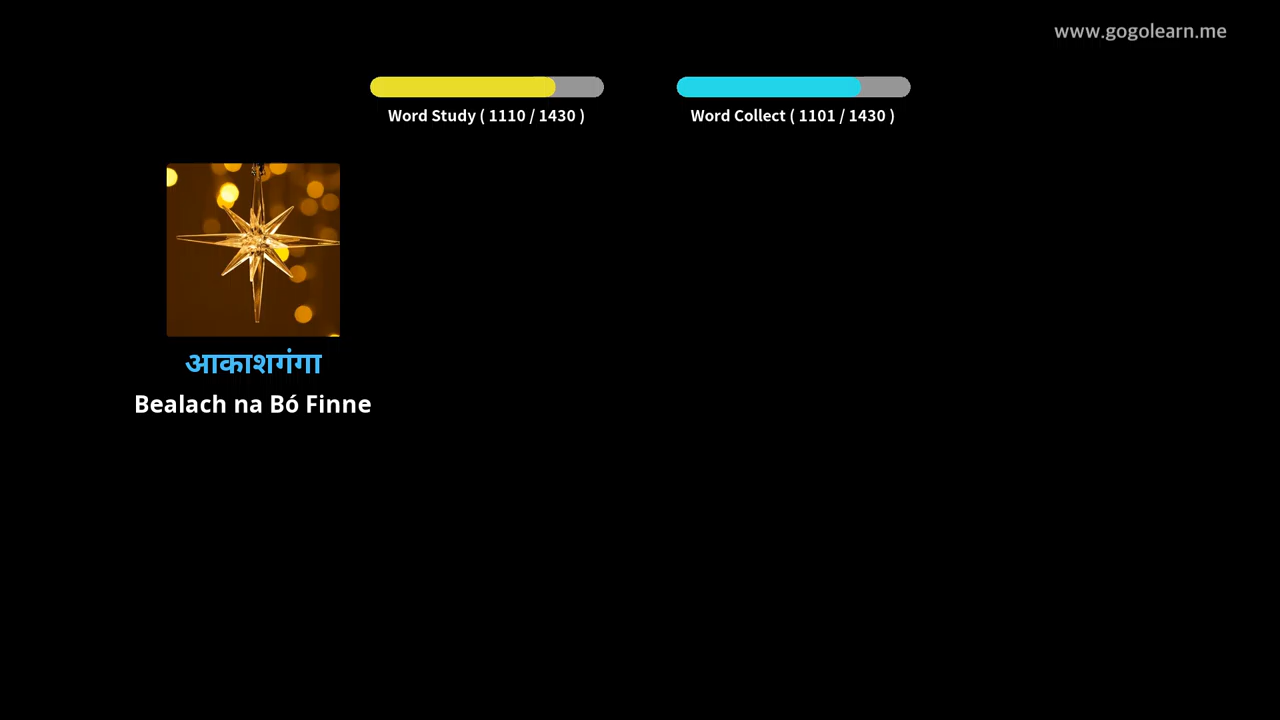 www.gogolearn.me
Word Study ( 1110 / 1430 )
Word Collect ( 1101 / 1430 )
आकाशगंगा
Bealach na Bó Finne